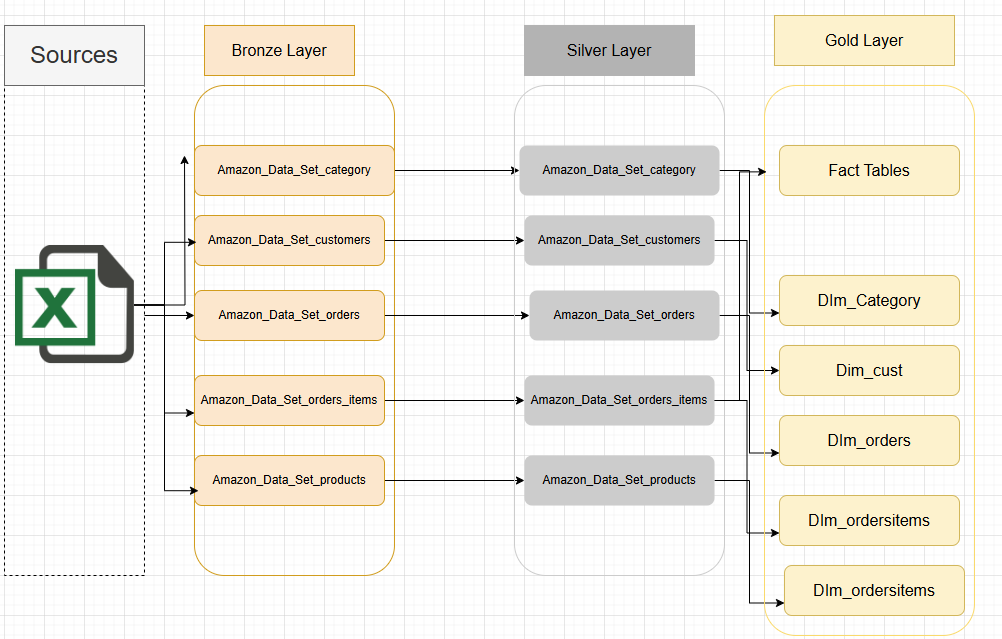 Sources
Bronze Layer
Silver Layer
Gold Layer
Amazon_Data_Set_category
Amazon_Data_Set_category
Fact Tables
Amazon_Data_Set_customers
Amazon_Data_Set_customers
DIm_Category
X
Amazon_Data_Set_orders
Amazon_Data_Set_orders
Dim_cust
Amazon_Data_Set_orders_items
Amazon_Data_Set_orders_items
DIm_orders
Amazon_Data_Set_products
Amazon_Data_Set_products
DIm_ordersitems
DIm_ordersitems